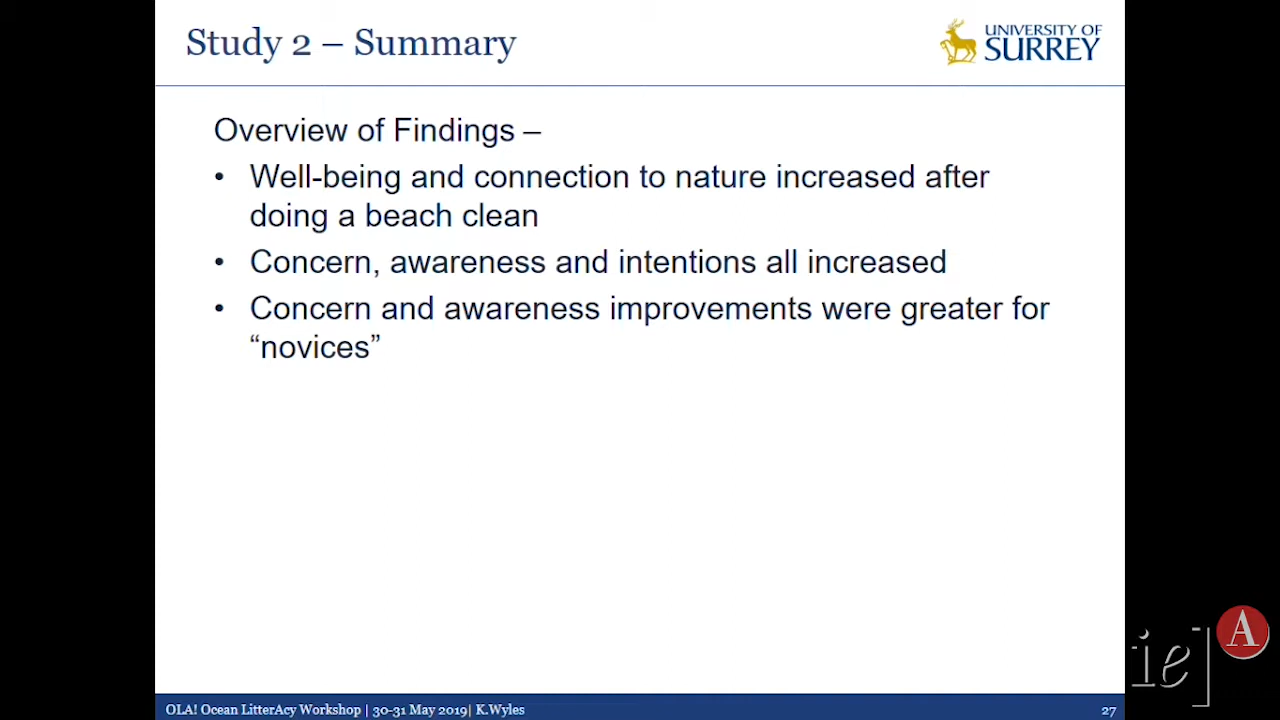 Study 2 – Summary
UNIVERSITY OF
SURREY
Overview of Findings –
• Well-being and connection to nature increased after
doing a beach clean
• Concern, awareness and intentions all increased
• Concern and awareness improvements were greater for
“novices”
ie]
A
OLA! Ocean LitterAcy Workshop | 30-31 May 2019| K.Wyles
27